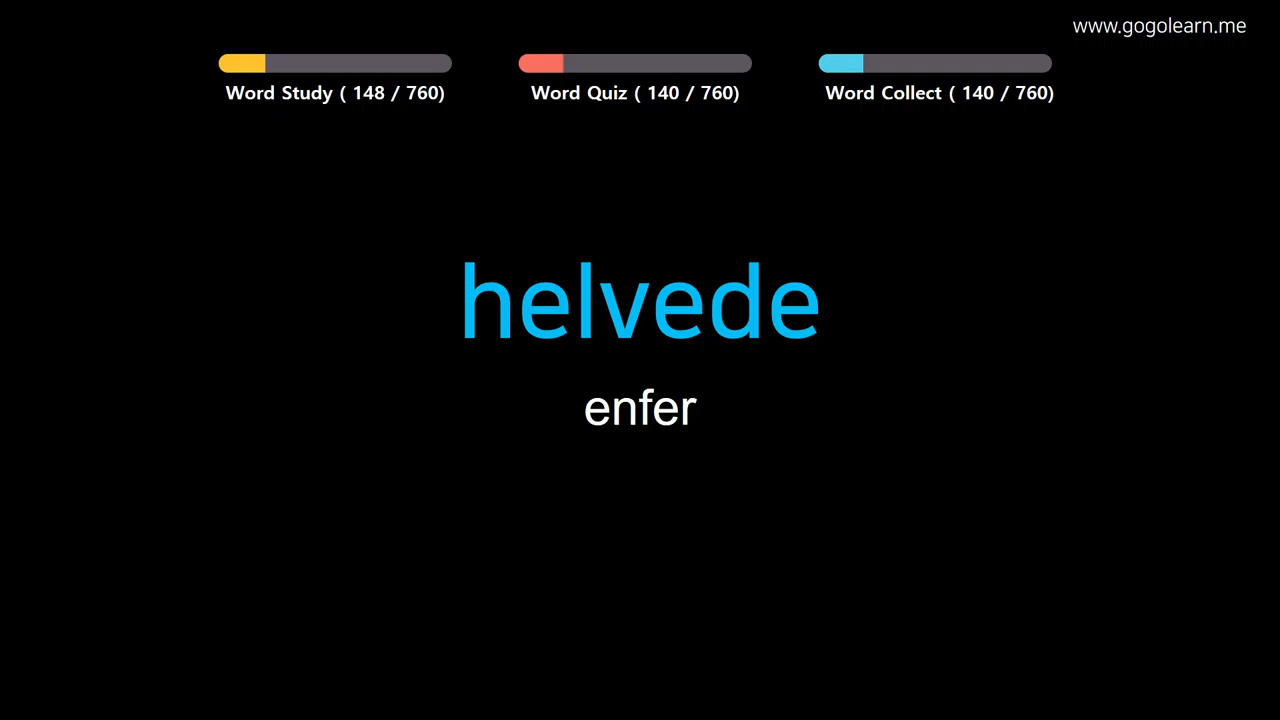 www.gogolearn.me
Word Study ( 148 / 760)
Word Quiz ( 140 / 760)
Word Collect ( 140 / 760)
helvede
enfer